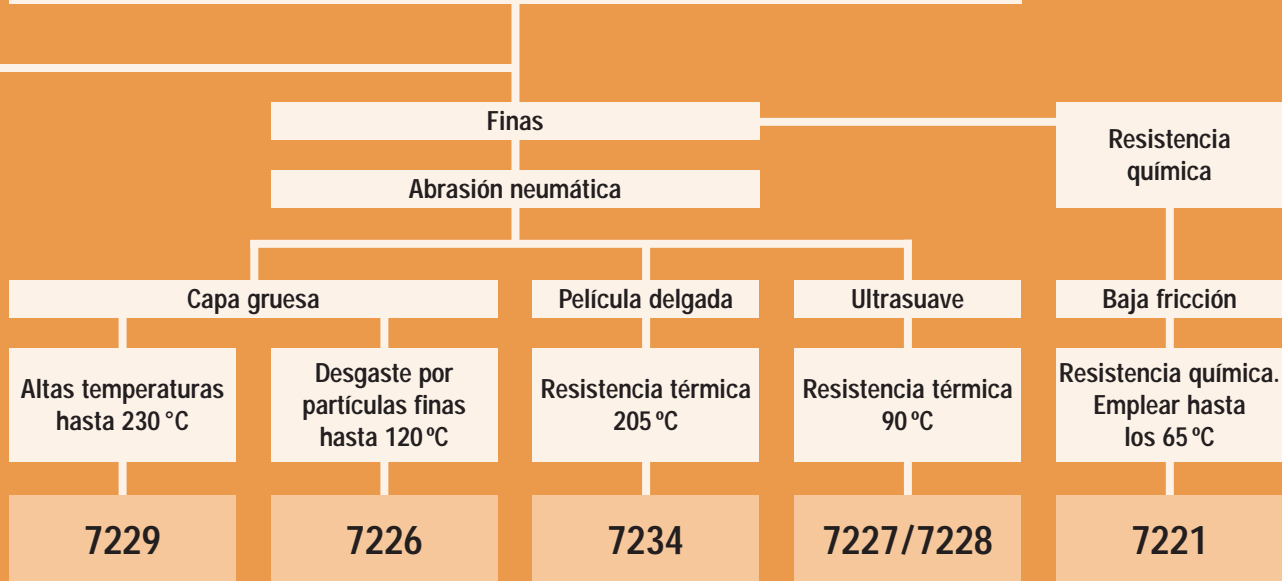 Finas
Resistencia
química
Abrasión neumática
Capa gruesa
Película delgada
Ultrasuave
Baja fricción
Altas temperaturas
hasta 230 °C
Desgaste por
partículas finas
hasta 120 ºC
Resistencia térmica
205 ºC
Resistencia térmica
90 ºC
Resistencia química.
Emplear hasta
los 65 ºC
7229
7226
7234
7227/7228
7221